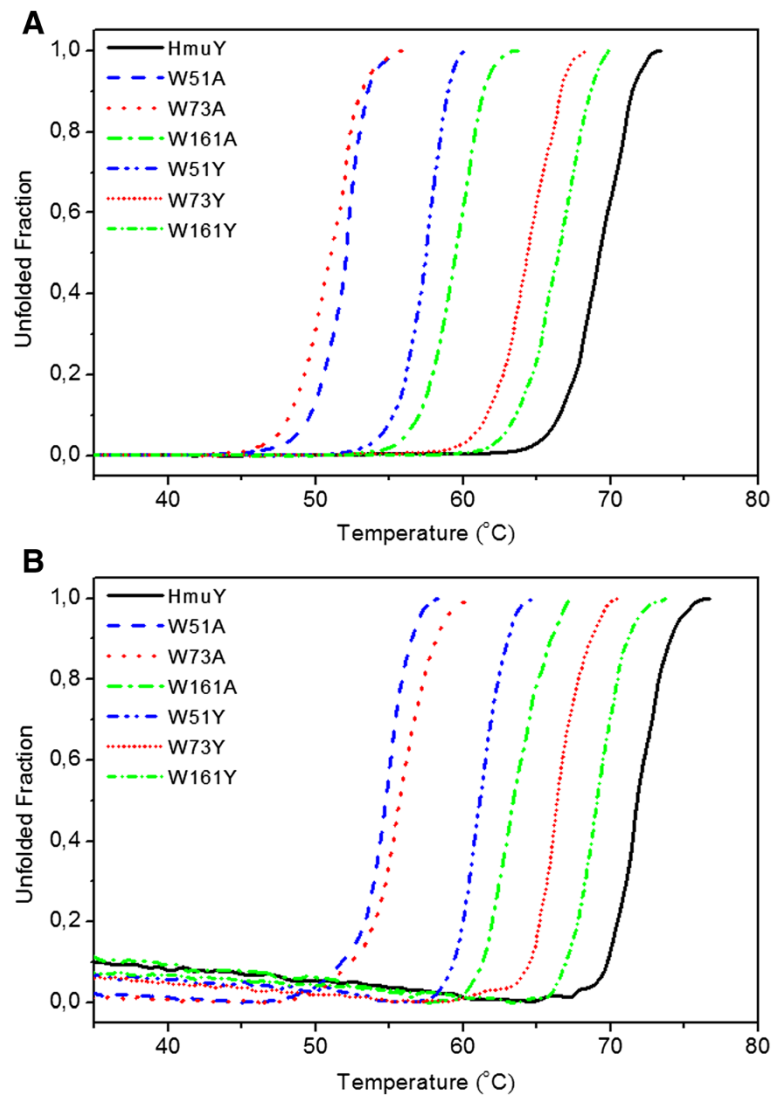 A
1,0
0,8
0,6
0,4
0,2
0,0
Unfolded Fraction
HmuY
W51A
W73A
W161A
W51Y
W73Y
W161Y
40 50 60 70 80
Temperature (°C)
B
1,0
0,8
0,6
0,4
0,2
0,0
Unfolded Fraction
HmuY
W51A
W73A
W161A
W51Y
W73Y
W161Y
40 50 60 70 80
Temperature (°C)